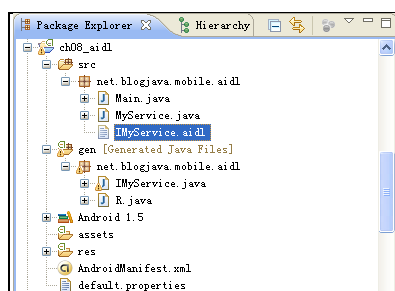 Package Explorer Hierarchy
ch08_aidl
src
net.blogjava.mobile.aidl
Main.java
MyService.java
IMyService.aidl
gen [Generated Java Files]
net.blogjava.mobile.aidl
IMyService.java
R.java
Android 1.5
assets
res
AndroidManifest.xml
default.properties